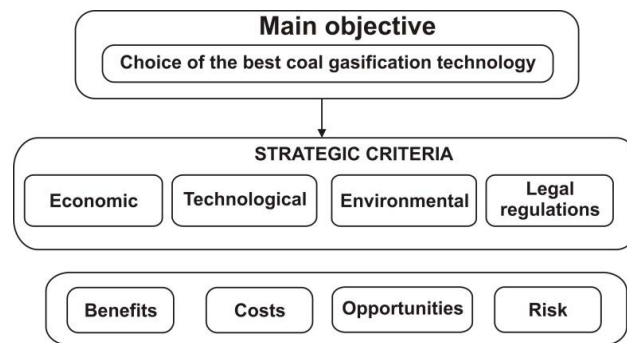 Main objective
Choice of the best coal gasification technology
STRATEGIC CRITERIA
Economic
Technological
Environmental
Legal
regulations
Benefits
Costs
Opportunities
Risk